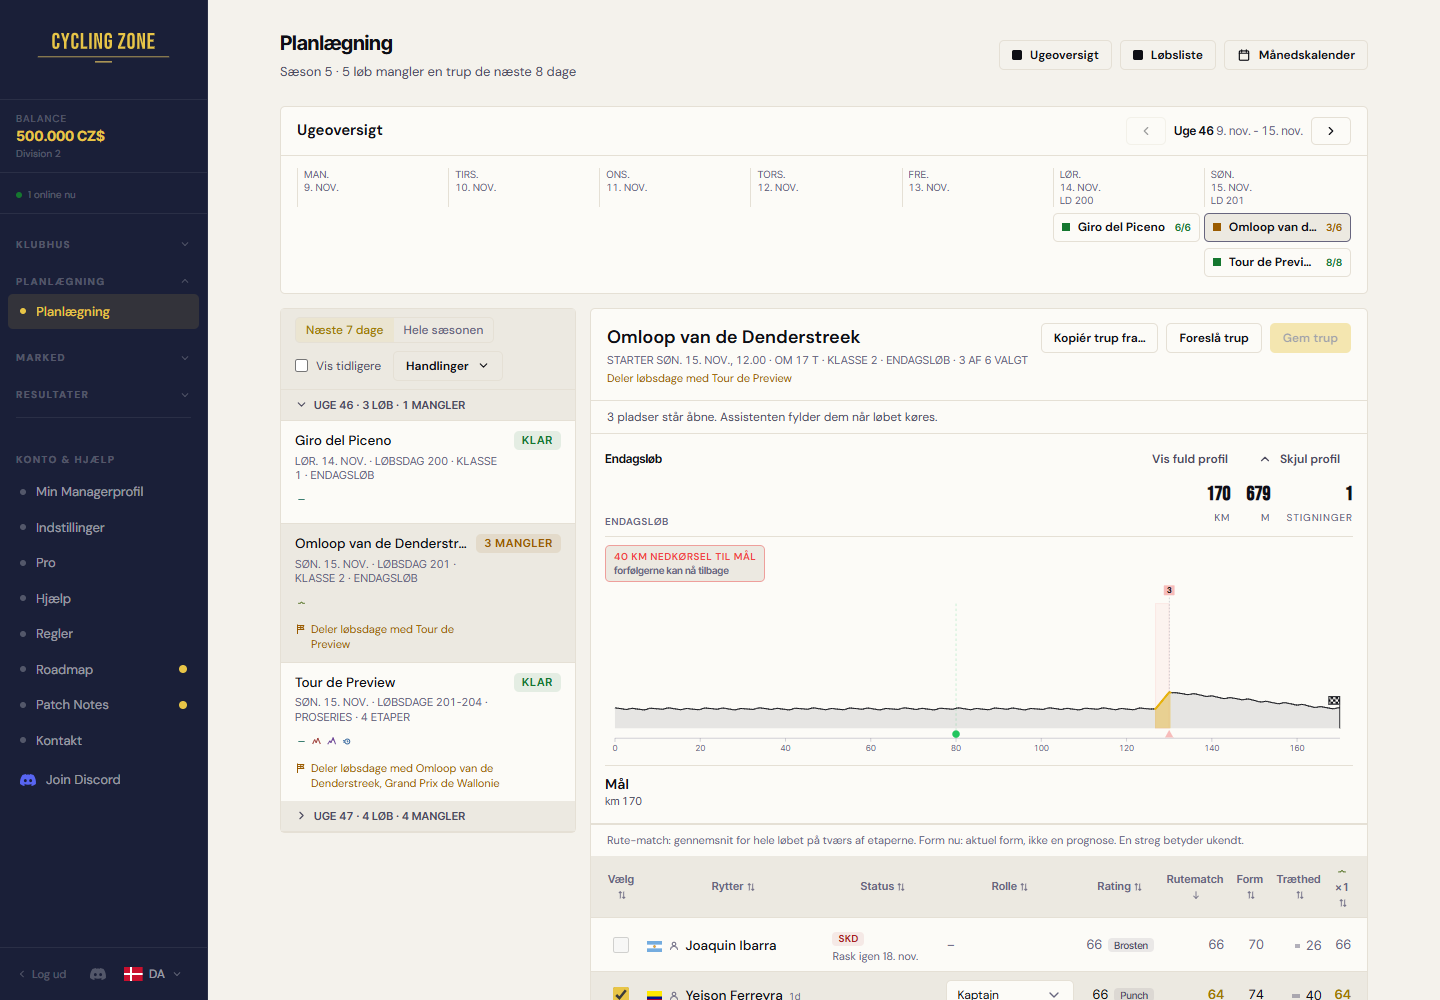 CYCLING ZONE
BALANCE
500.000 CZ$
Division 2
1 online nu
KLUBHUS
PLANLÆGNING
Planlægning
MARKED
RESULTATER
KONTO & HJÆLP
Min Managerprofil
Indstillinger
Pro
Hjælp
Regler
Roadmap
Patch Notes
Kontakt
Join Discord
Log ud
DA
Planlægning
Sæson 5 · 5 løb mangler en trup de næste 8 dage
Ugeoversigt
Løbsliste
Månedskalender
Ugeoversigt
Uge 46 9. nov. - 15. nov.
MAN.
9. NOV.
TIRS.
10. NOV.
ONS.
11. NOV.
TORS.
12. NOV.
FRE.
13. NOV.
LØR.
14. NOV.
LD 200
SØN.
15. NOV.
LD 201
Giro del Piceno 6/6
Omloop van d... 3/6
Tour de Previ... 8/8
Næste 7 dage
Hele sæsonen
Vis tidligere
Handlinger
UGE 46 · 3 LØB · 1 MANGLER
Giro del Piceno
KLAR
LØR. 14. NOV. · LØBSDAG 200 · KLASSE
1 · ENDAGSLØB
Omloop van de Denderstr...
3 MANGLER
SØN. 15. NOV. · LØBSDAG 201 ·
KLASSE 2 · ENDAGSLØB
Deler løbsdage med Tour de
Preview
Tour de Preview
KLAR
SØN. 15. NOV. · LØBSDAGE 201-204 ·
PROSERIES · 4 ETAPER
Deler løbsdage med Omloop van de
Denderstreek, Grand Prix de Wallonie
UGE 47 · 4 LØB · 4 MANGLER
Omloop van de Denderstreek
STARTER SØN. 15. NOV., 12.00 · OM 17 T · KLASSE 2 · ENDAGSLØB · 3 AF 6 VALGT
Deler løbsdage med Tour de Preview
Kopiér trup fra...
Foreslå trup
Gem trup
3 pladser står åbne. Assistenten fylder dem når løbet køres.
Endagsløb
Vis fuld profil
Skjul profil
170 679 1
ENDAGSLØB
KM M STIGNINGER
40 KM NEDKØRSEL TIL MÅL
forfølgerne kan nå tilbage
3
0 20 40 60 80 100 120 140 160
Mål
km 170
Rute-match: gennemsnit for hele løbet på tværs af etaperne. Form nu: aktuel form, ikke en prognose. En streg betyder ukendt.
Vælg Rytter Status Rolle Rating Rutematch Form Træthed ×1
Joaquin Ibarra
SKD
Rask igen 18. nov.
–
66 Brosten 66 70 26 66
Yeison Ferreyra 1d
Kaptajn
66 Punch 64 74 40 64